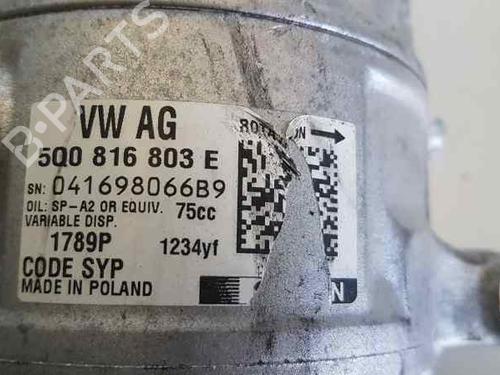 VW AG
5Q0 816 803 E
SN: 041698066B9
OIL: SP-A2 OR EQUIV. 75cc
VARIABLE DISP.
1789P 1234yf
CODE SYP
MADE IN POLAND
B-PARTS